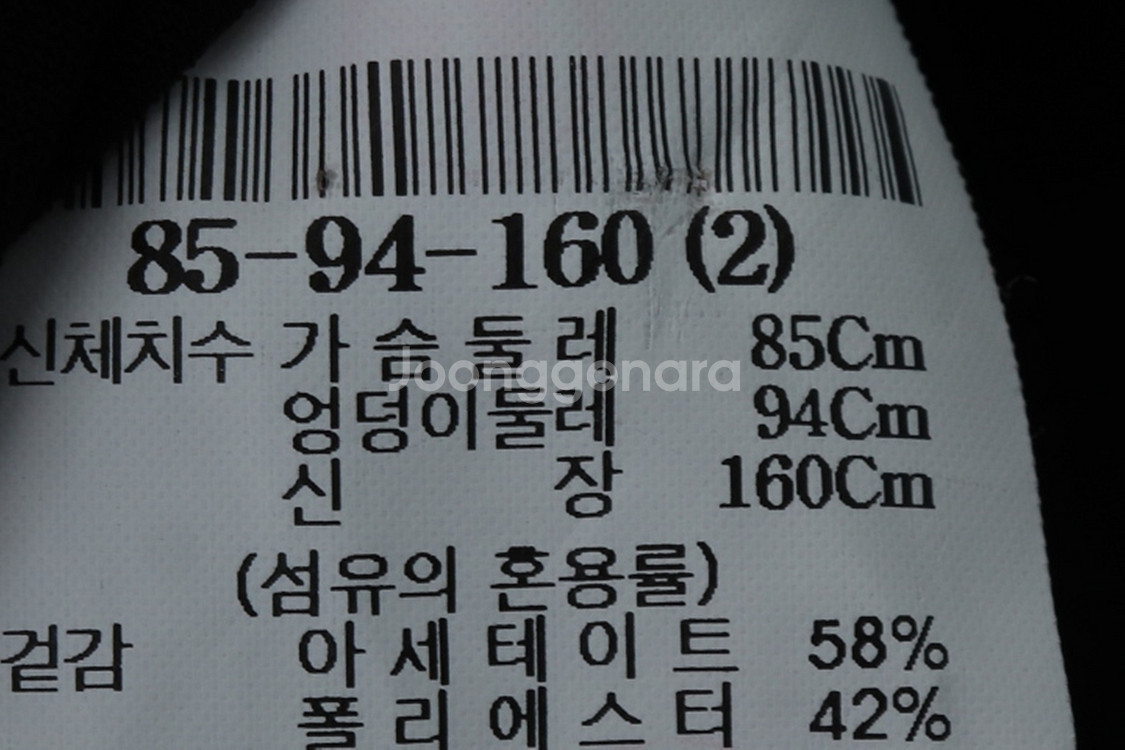 85-94-160 (2)
신체치수 가슴둘레 85Cm
Joonggonara
엉덩이둘레 94Cm
신장 160Cm
(섬유의 혼용률)
겉감 아세테이트 58%
폴리에스터 42%